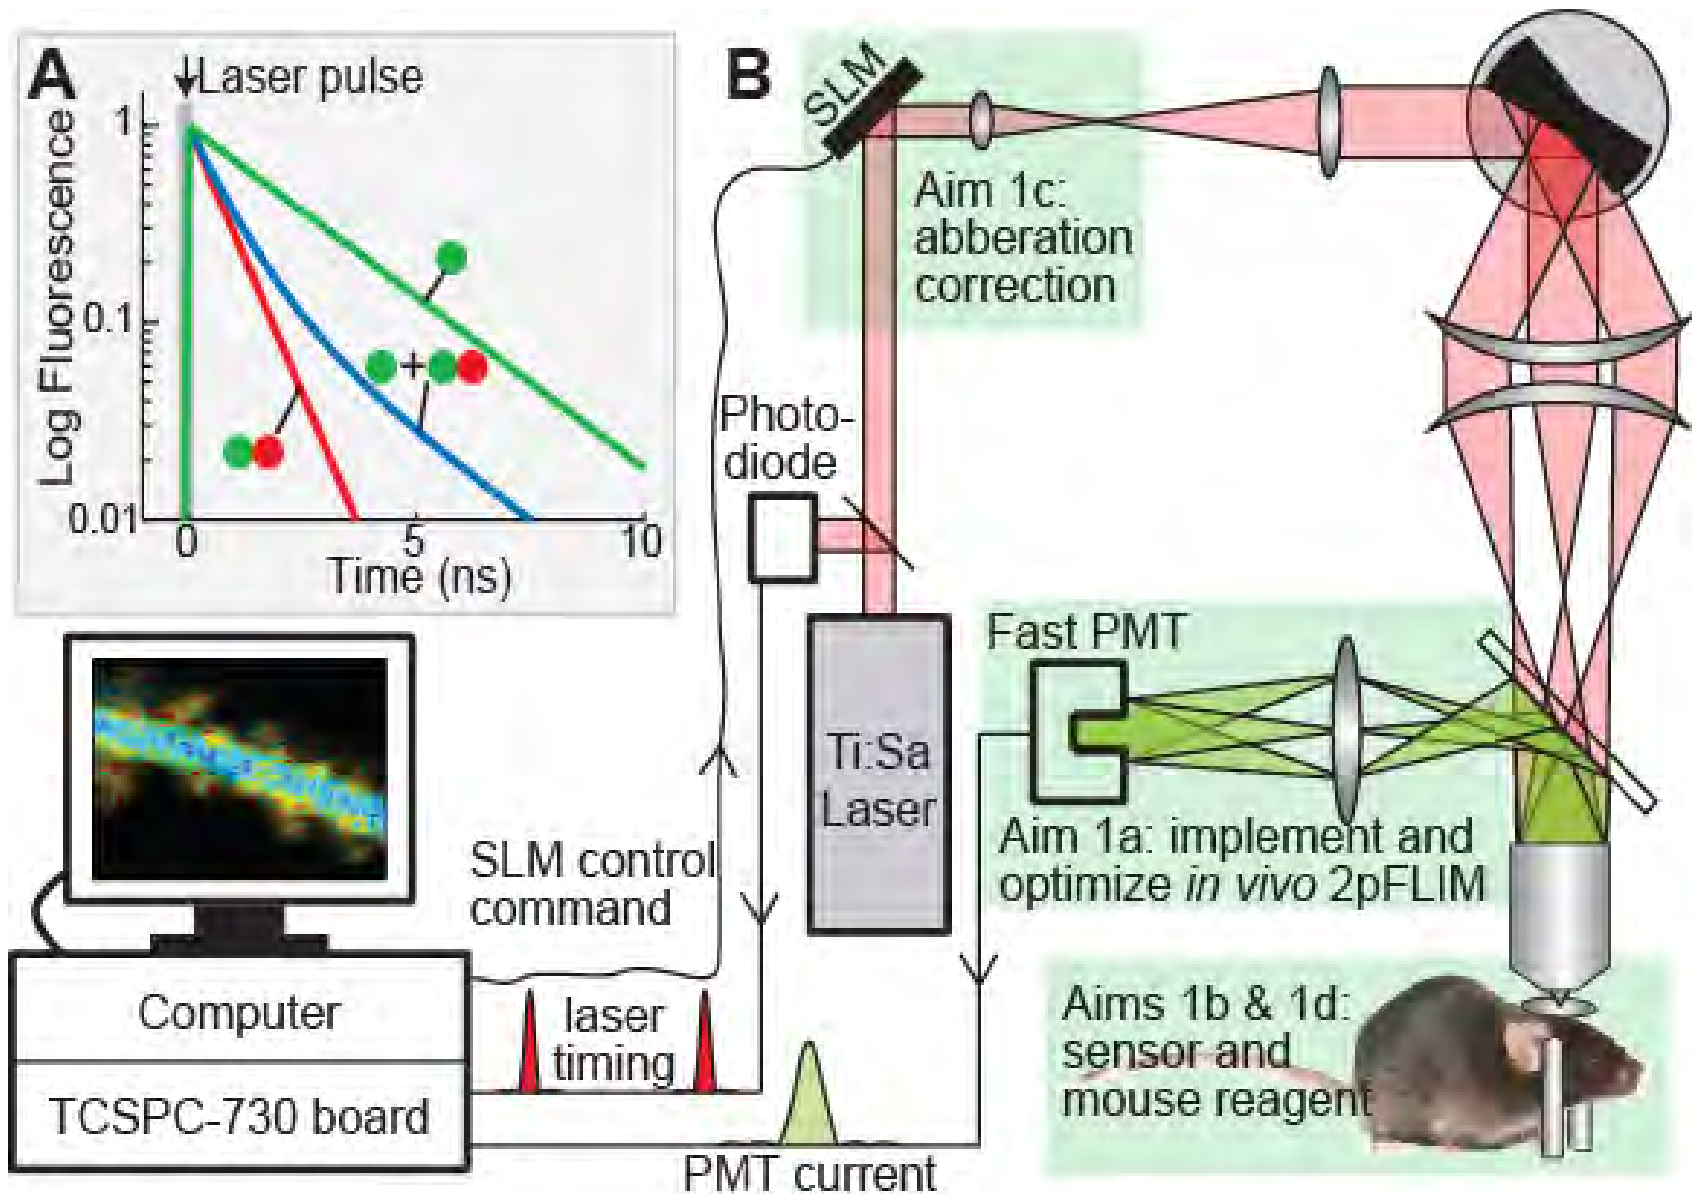 A
Laser pulse
Log Fluorescence
1
0.1
0.01
+
0
5
10
Time (ns)
B
SLM
Aim 1c:
abberation
correction
Photo-
diode
Ti:Sa
Laser
Fast PMT
Aim 1a: implement and
optimize in vivo 2pFLIM
SLM control
command
Computer
TCSPC-730 board
laser
timing
PMT current
Aims 1b & 1d:
sensor and
mouse reagent